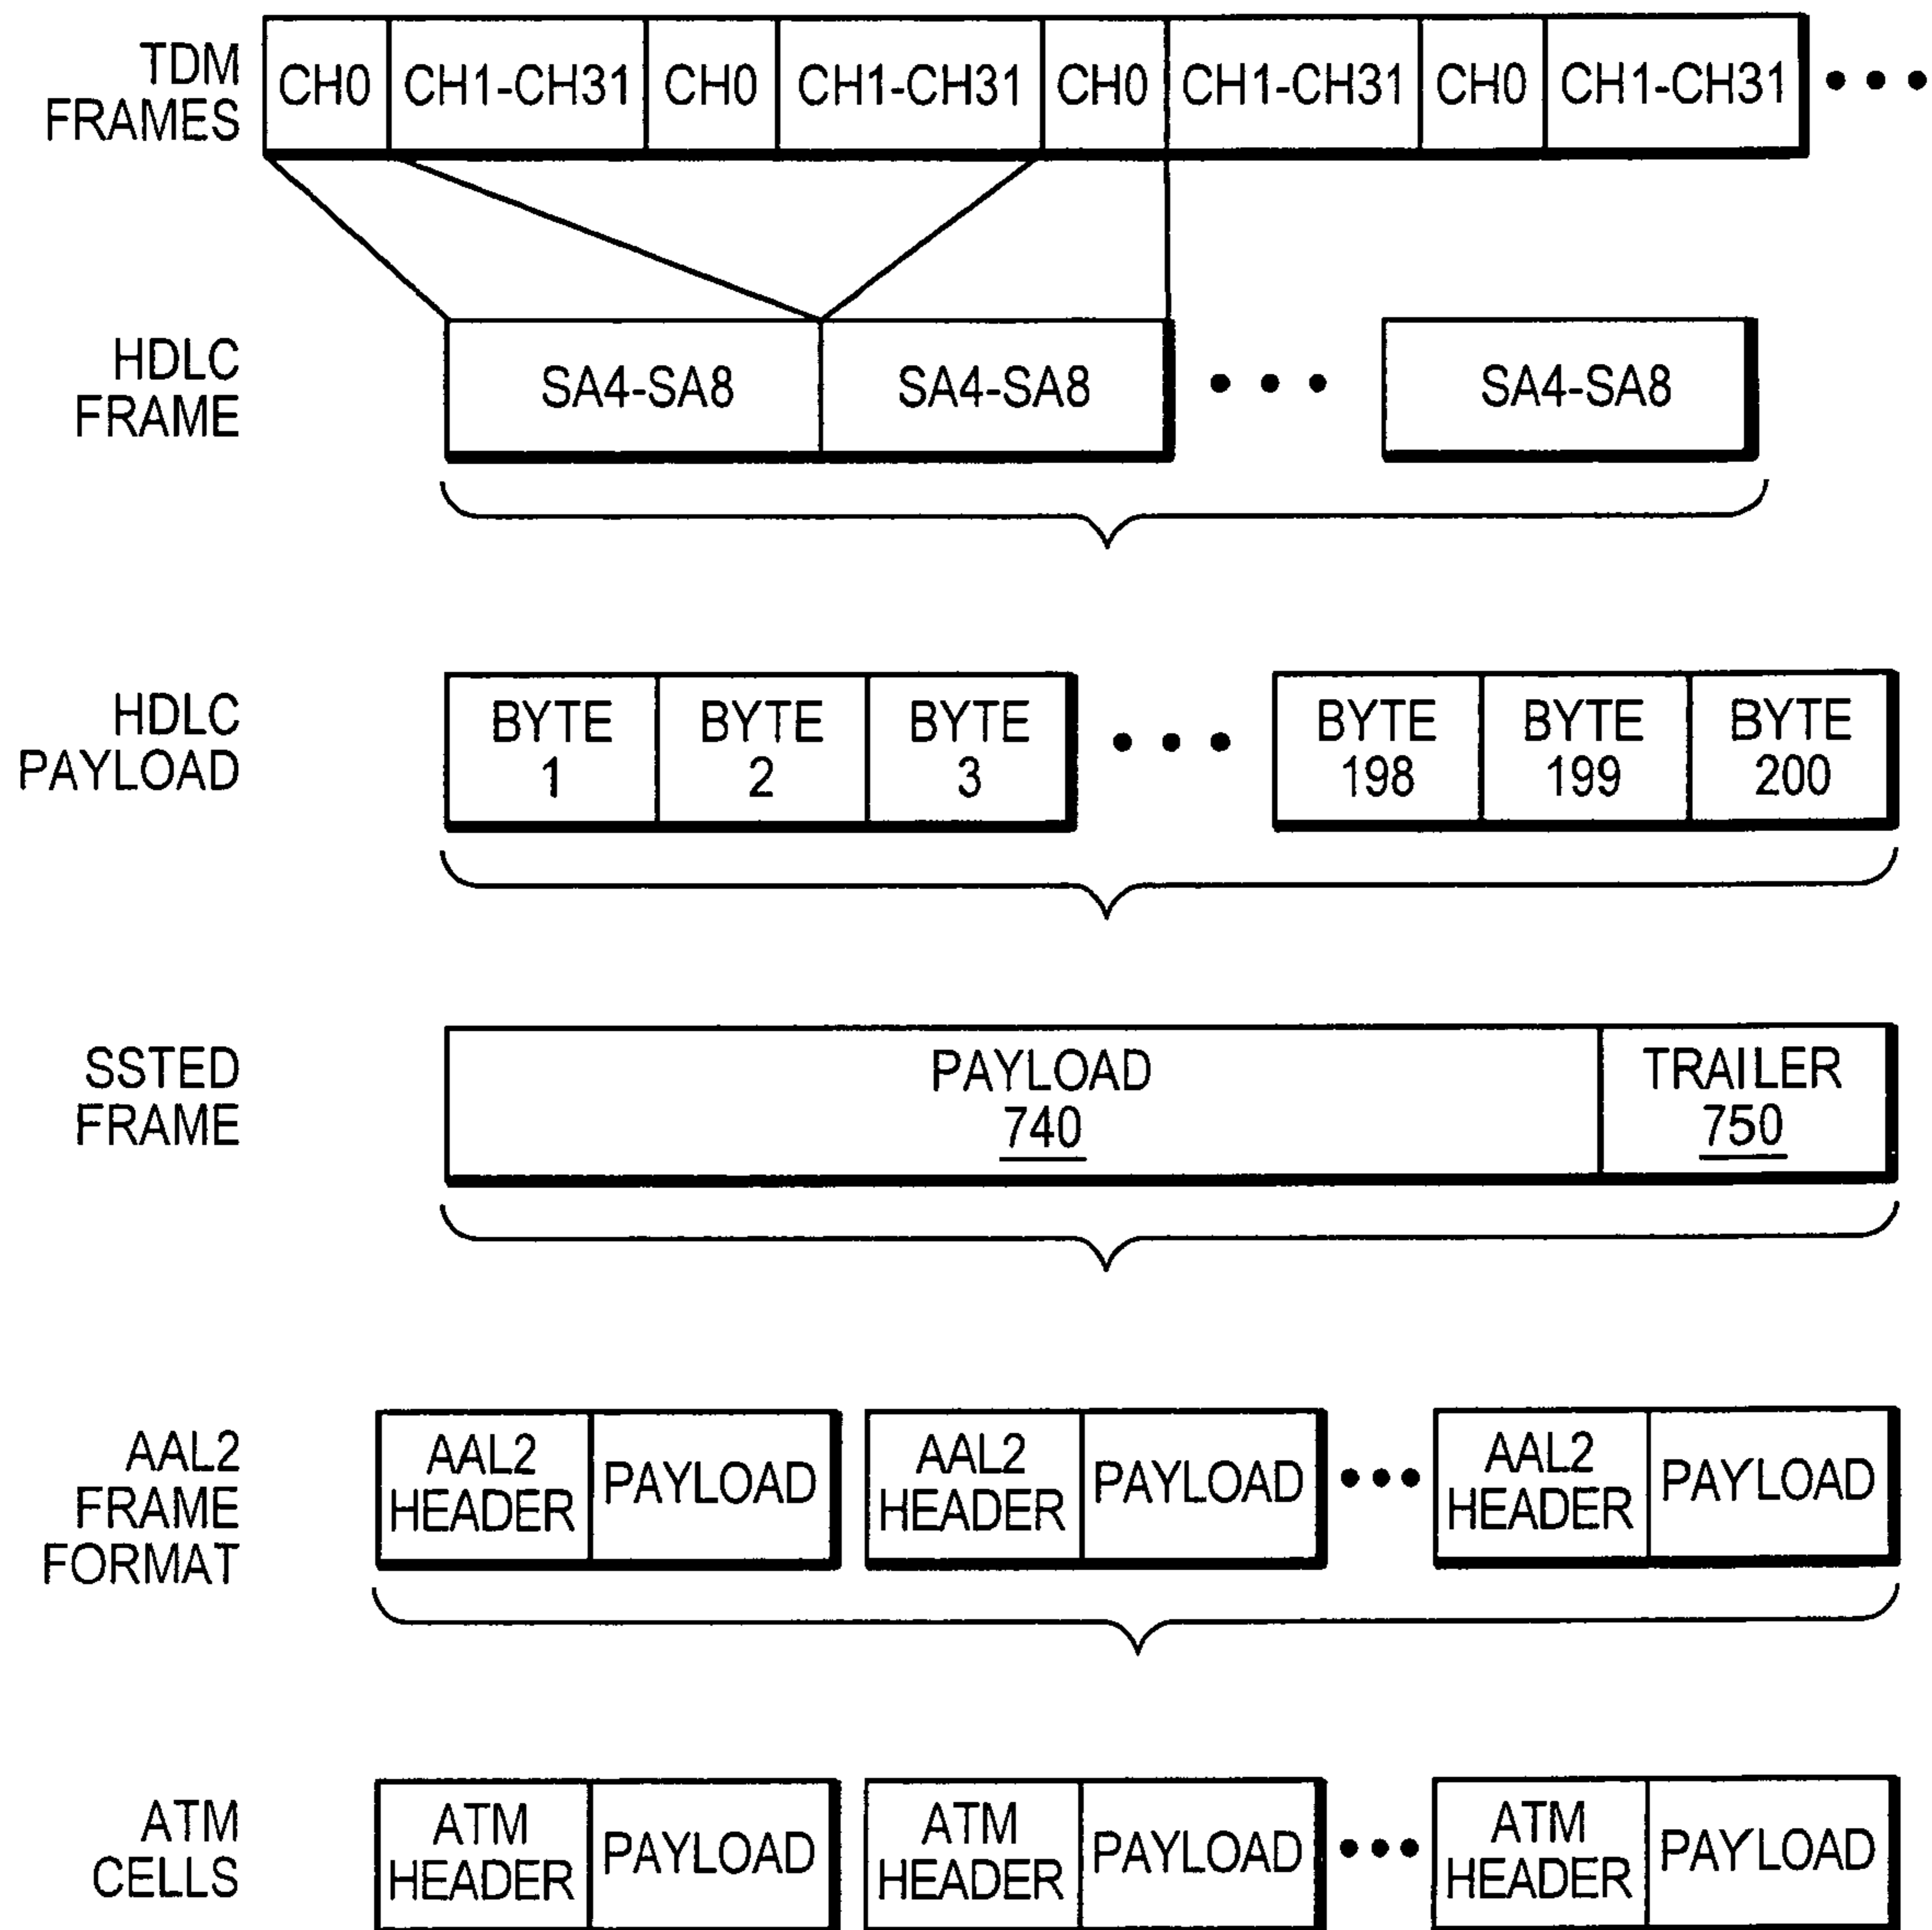 TDM
FRAMES
CH0 CH1-CH31 CH0 CH1-CH31 CH0 CH1-CH31 CH0 CH1-CH31
HDLC
FRAME
SA4-SA8 SA4-SA8 SA4-SA8
HDLC
PAYLOAD
BYTE BYTE BYTE BYTE BYTE BYTE
1 2 3 198 199 200
SSTED
FRAME
PAYLOAD TRAILER
740 750
AAL2
FRAME
FORMAT
AAL2
HEADER
PAYLOAD
AAL2
HEADER
PAYLOAD
AAL2
HEADER
PAYLOAD
ATM
CELLS
ATM
HEADER
PAYLOAD
ATM
HEADER
PAYLOAD
ATM
HEADER
PAYLOAD